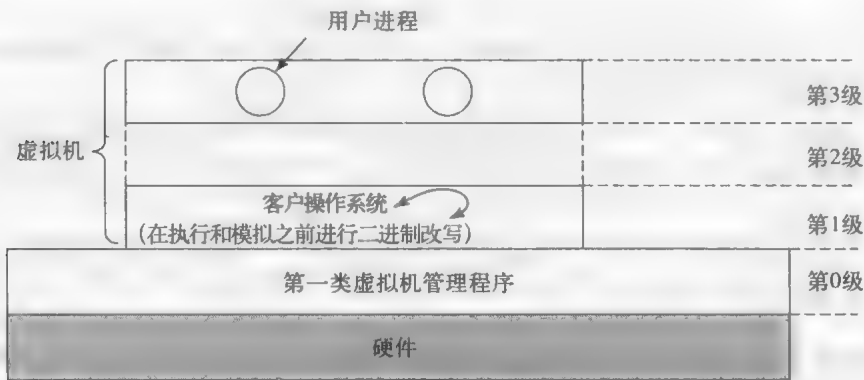 用户进程
第3级
虚拟机
第2级
客户操作系统
(在执行和模拟之前进行二进制改写)
第1级
第一类虚拟机管理程序
第0级
硬件